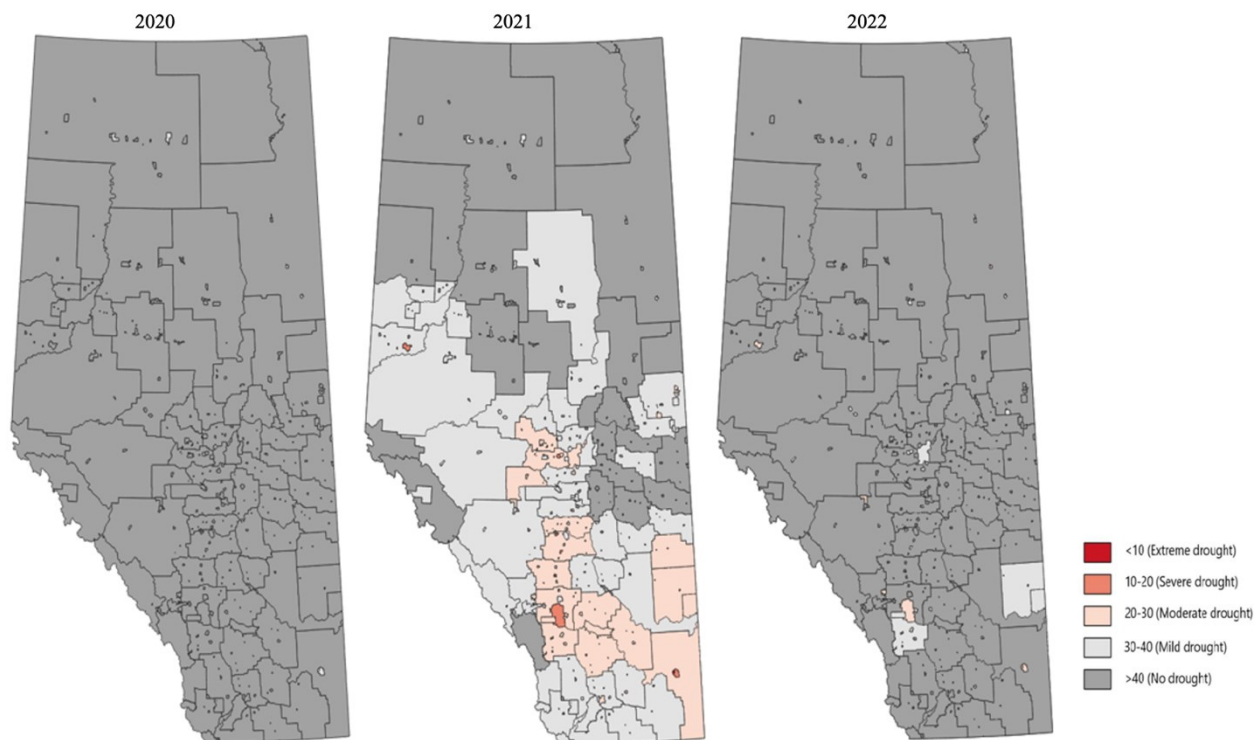 2020
2021
2022
<10 (Extreme drought)
10-20 (Severe drought)
20-30 (Moderate drought)
30-40 (Mild drought)
>40 (No drought)